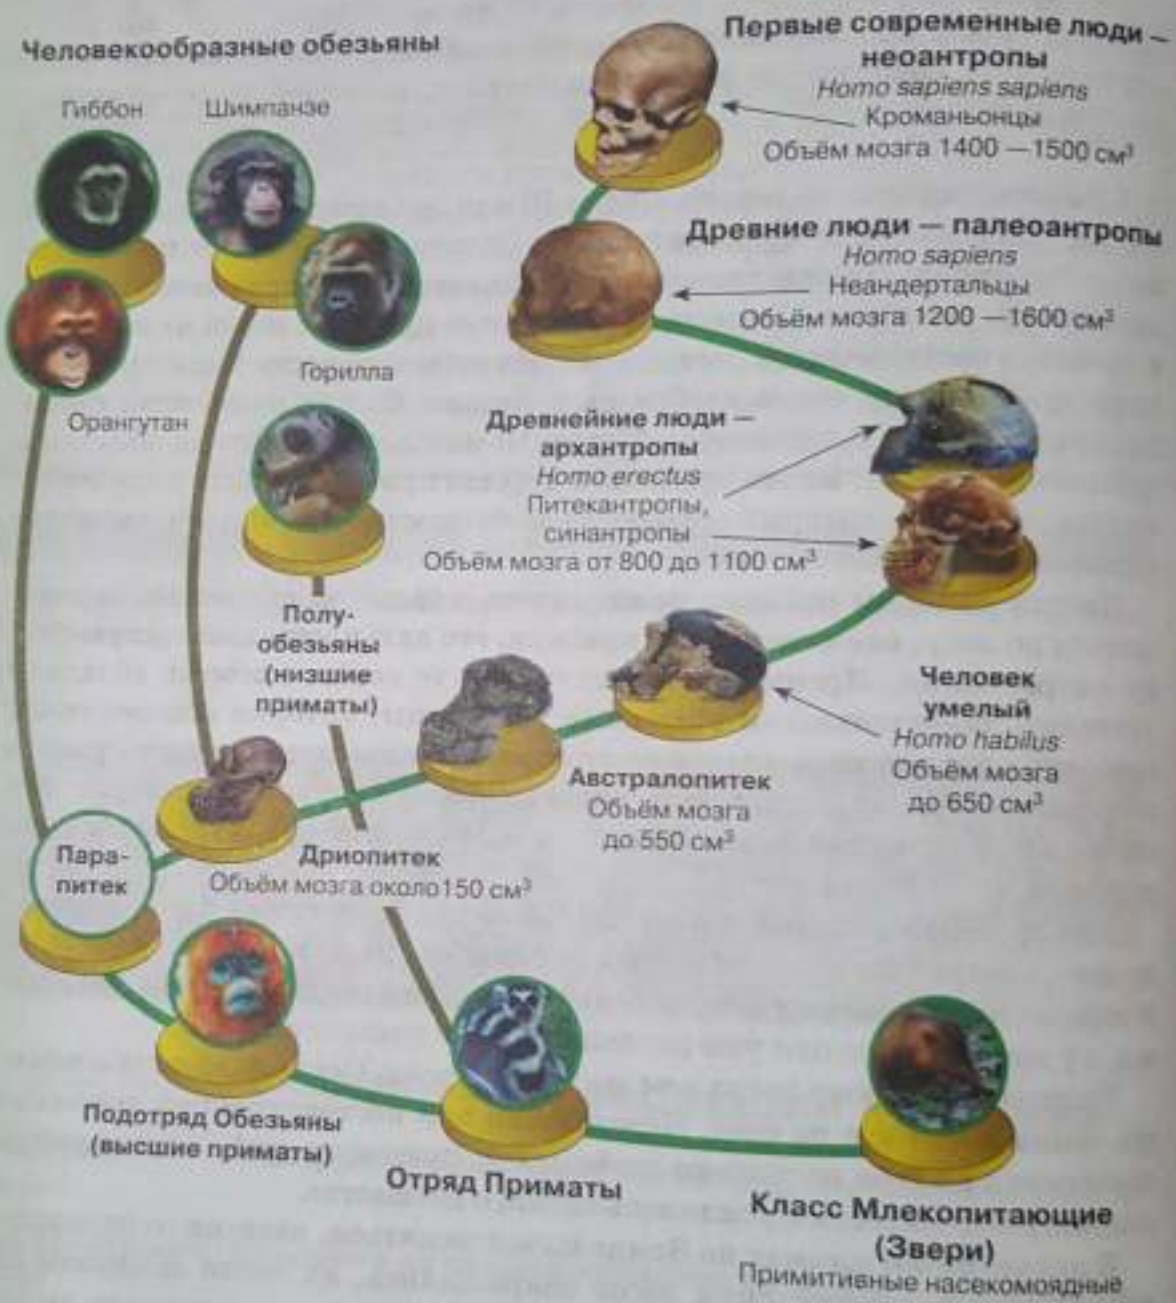 Человекообразные обезьяны
Гиббон
Шимпанзе
Орангутан
Горилла
Первые современные люди –
неоантропы
Homo sapiens sapiens
Кроманьонцы
Объём мозга 1400 —1500 см³
Древние люди — палеоантропы
Homo sapiens
Неандертальцы
Объём мозга 1200 —1600 см³
Древнейние люди —
архантропы
Homo erectus
Питекантропы,
синантропы
Объём мозга от 800 до 1100 см³
Полу-
обезьяны
(низшие
приматы)
Человек
умелый
Homo habilus
Объём мозга
до 650 см³
Австралопитек
Объём мозга
до 550 см³
Дриопитек
Объём мозга около150 см³
Пара-
питек
Подотряд Обезьяны
(высшие приматы)
Отряд Приматы
Класс Млекопитающие
(Звери)
Примитивные насекомоядные